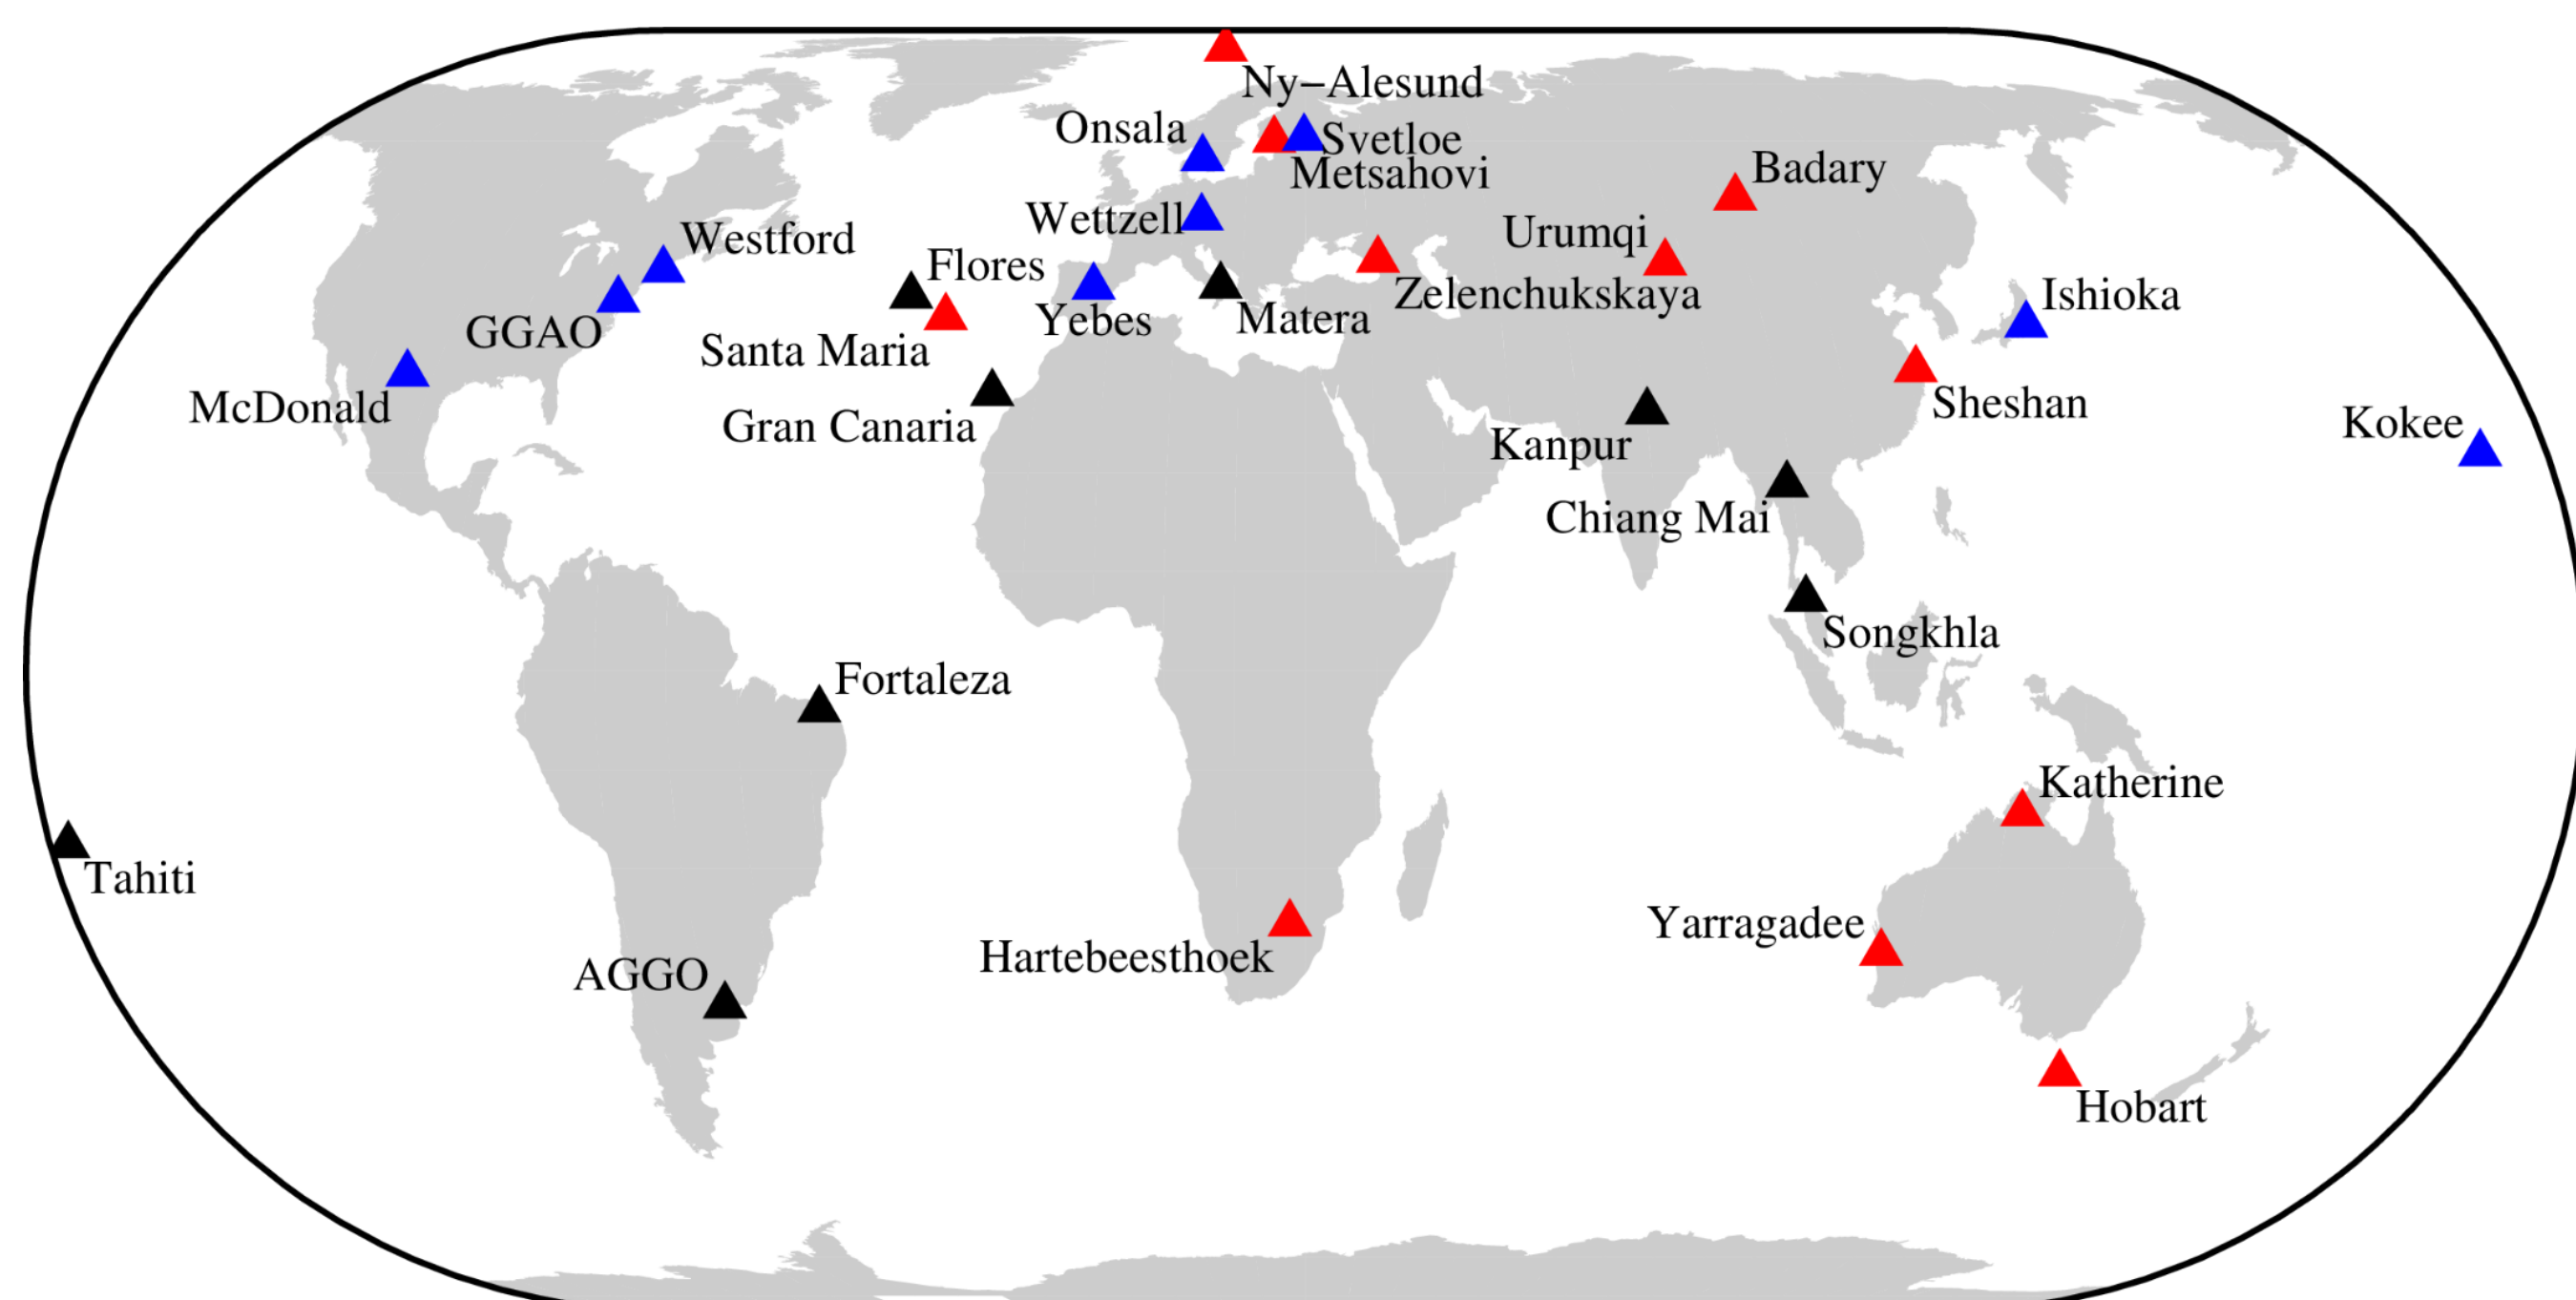 Ny−Alesund
Onsala
Svetloe
Metsahovi
Badary
Wettzell
Urumqi
Westford
Flores
Zelenchukskaya
Ishioka
Yebes
Matera
GGAO
Santa Maria
McDonald
Sheshan
Gran Canaria
Kokee
Kanpur
Chiang Mai
Songkhla
Fortaleza
Katherine
Tahiti
Yarragadee
Hartebeesthoek
AGGO
Hobart